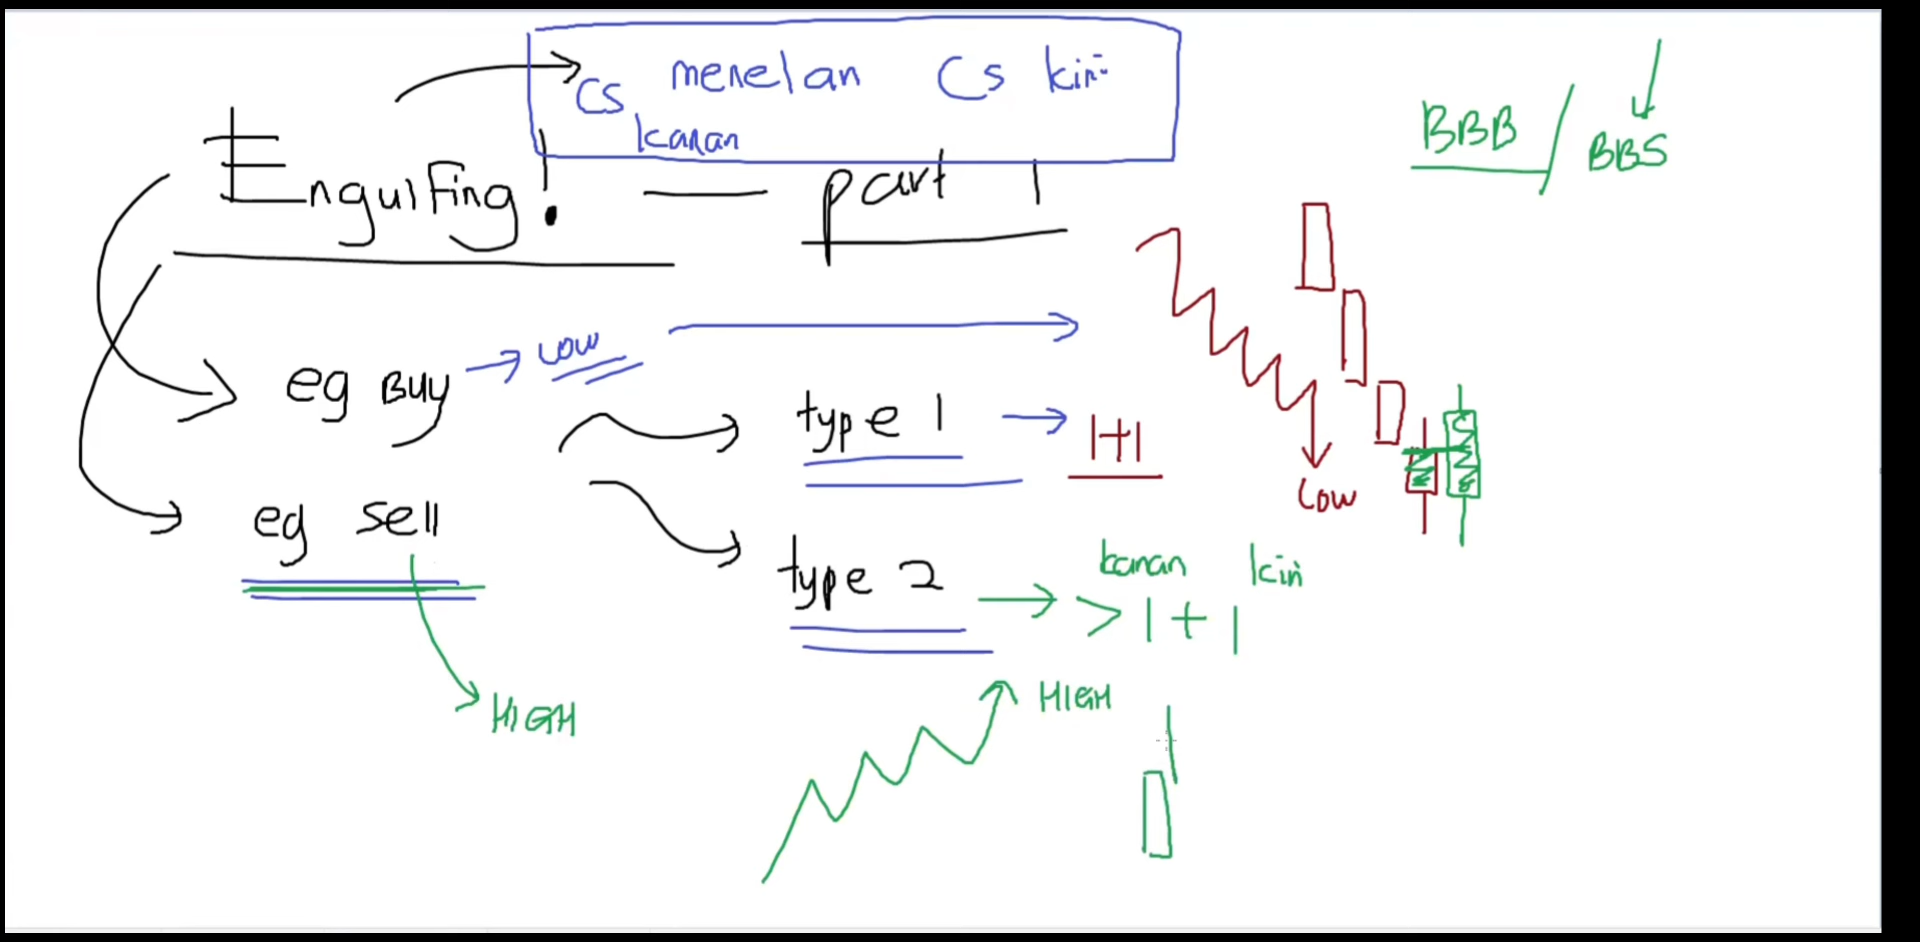 Cs menelan Cs kiri
kanan
Engulfing! — part 1
BBB / BBS
eg BUY → LOW
type 1 → 1+1
LOW
eg sell
type 2 → > 1 + 1
kanan kiri
HIGH
HIGH